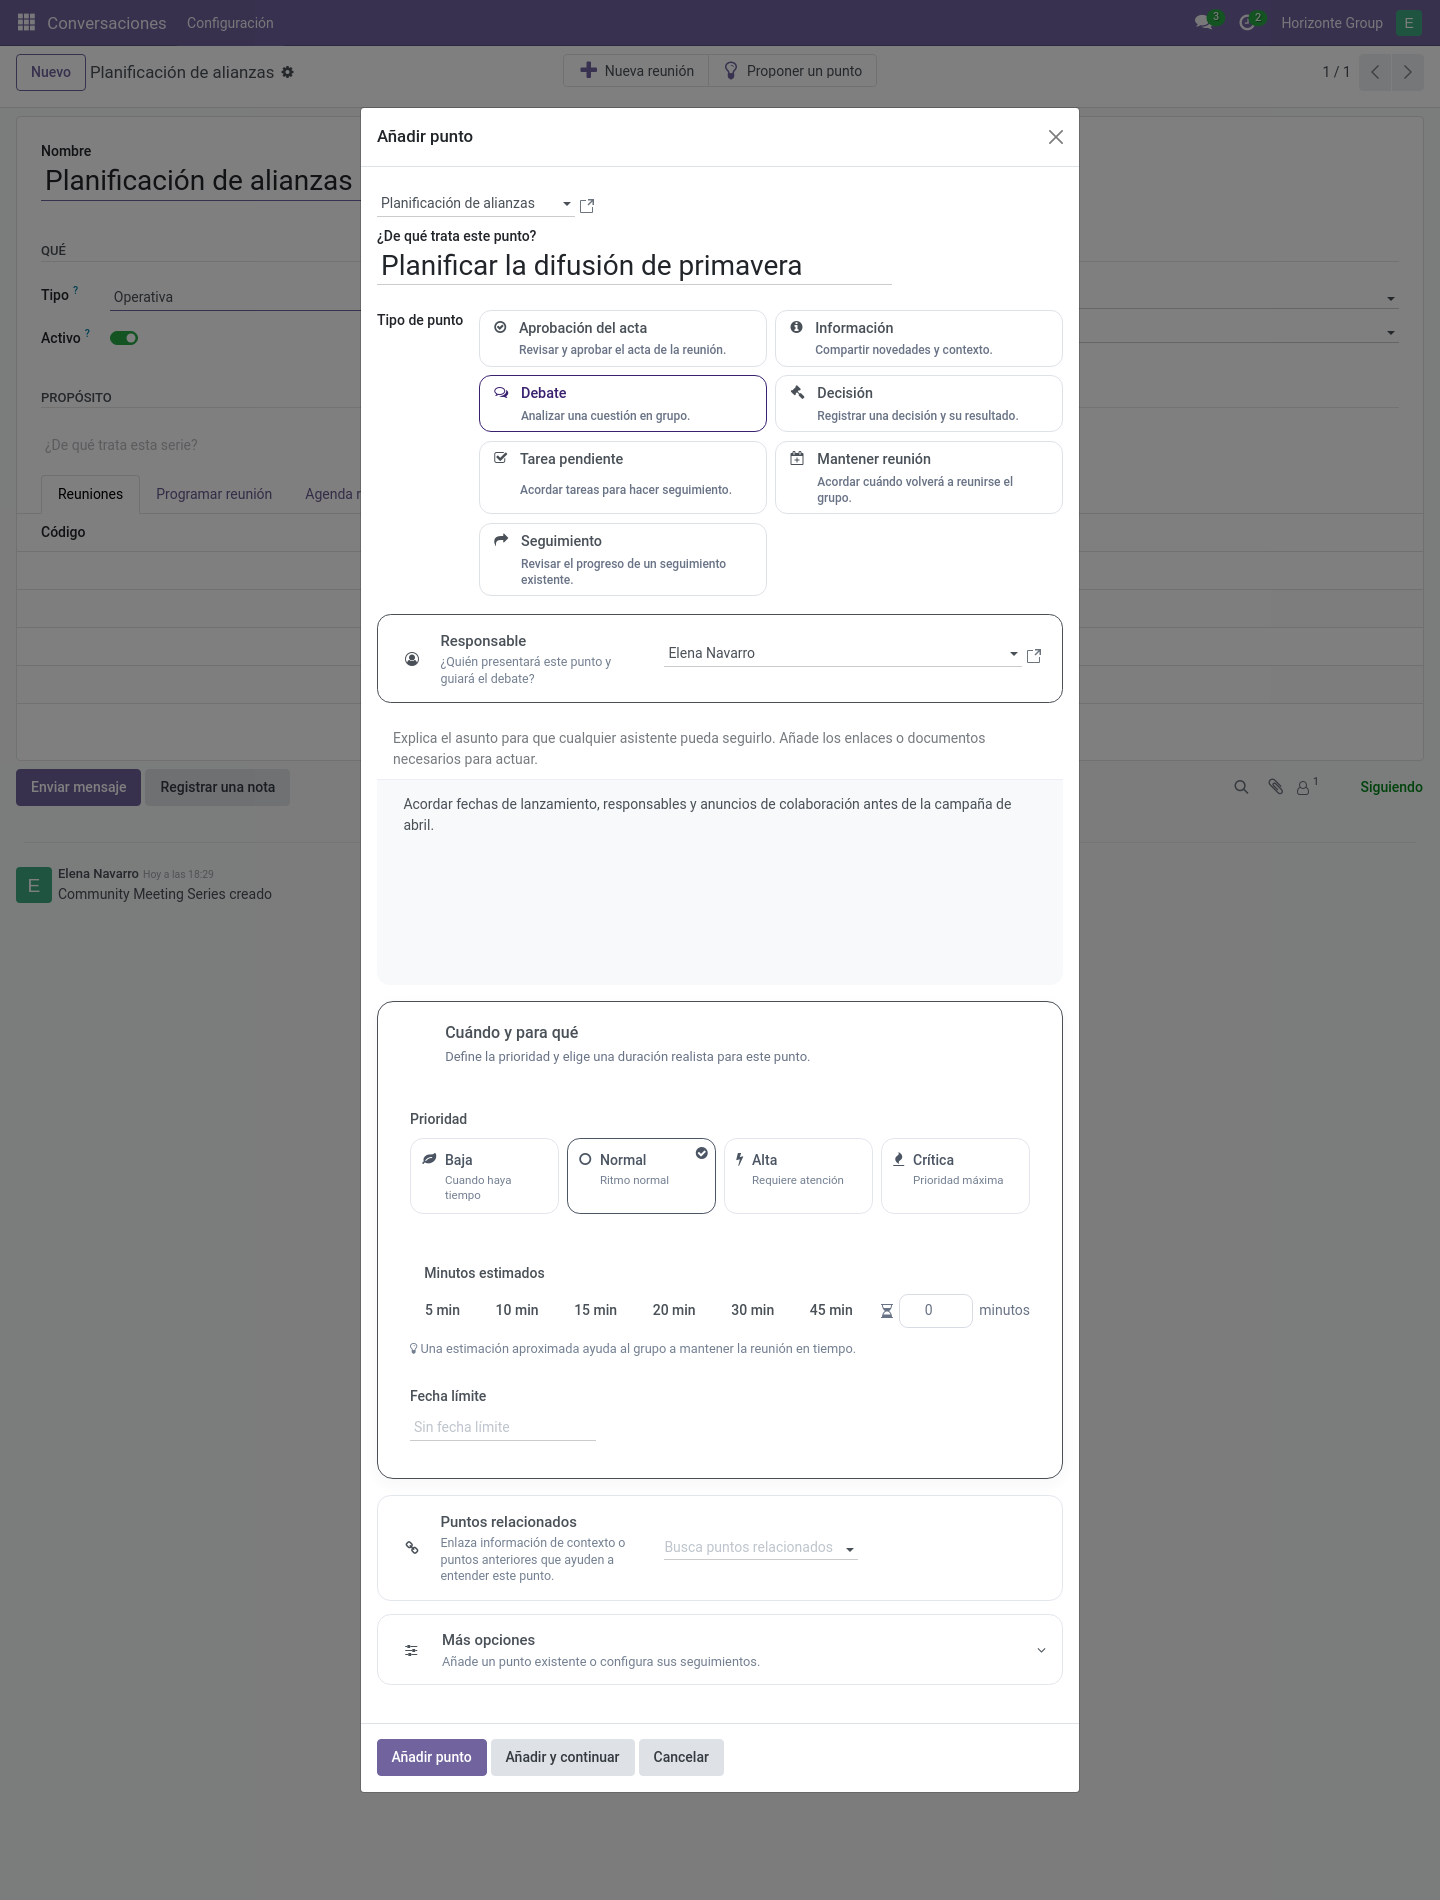 Conversaciones
Configuración
3
2
Horizonte Group
E
Nuevo
Planificación de alianzas
Nueva reunión
Proponer un punto
1 / 1
Nombre
Planificación de alianzas
QUÉ
Tipo ?
Operativa
Activo ?
PROPÓSITO
¿De qué trata esta serie?
Reuniones
Programar reunión
Agenda
Código
Enviar mensaje
Registrar una nota
1
Siguiendo
E
Elena Navarro Hoy a las 18:29
Community Meeting Series creado
Añadir punto
Planificación de alianzas
¿De qué trata este punto?
Planificar la difusión de primavera
Tipo de punto
Aprobación del acta
Revisar y aprobar el acta de la reunión.
Información
Compartir novedades y contexto.
Debate
Analizar una cuestión en grupo.
Decisión
Registrar una decisión y su resultado.
Tarea pendiente
Acordar tareas para hacer seguimiento.
Mantener reunión
Acordar cuándo volverá a reunirse el
grupo.
Seguimiento
Revisar el progreso de un seguimiento
existente.
Responsable
¿Quién presentará este punto y
guiará el debate?
Elena Navarro
Explica el asunto para que cualquier asistente pueda seguirlo. Añade los enlaces o documentos
necesarios para actuar.
Acordar fechas de lanzamiento, responsables y anuncios de colaboración antes de la campaña de
abril.
Cuándo y para qué
Define la prioridad y elige una duración realista para este punto.
Prioridad
Baja
Cuando haya
tiempo
Normal
Ritmo normal
Alta
Requiere atención
Crítica
Prioridad máxima
Minutos estimados
5 min
10 min
15 min
20 min
30 min
45 min
0
minutos
Una estimación aproximada ayuda al grupo a mantener la reunión en tiempo.
Fecha límite
Sin fecha límite
Puntos relacionados
Enlaza información de contexto o
puntos anteriores que ayuden a
entender este punto.
Busca puntos relacionados
Más opciones
Añade un punto existente o configura sus seguimientos.
Añadir punto
Añadir y continuar
Cancelar